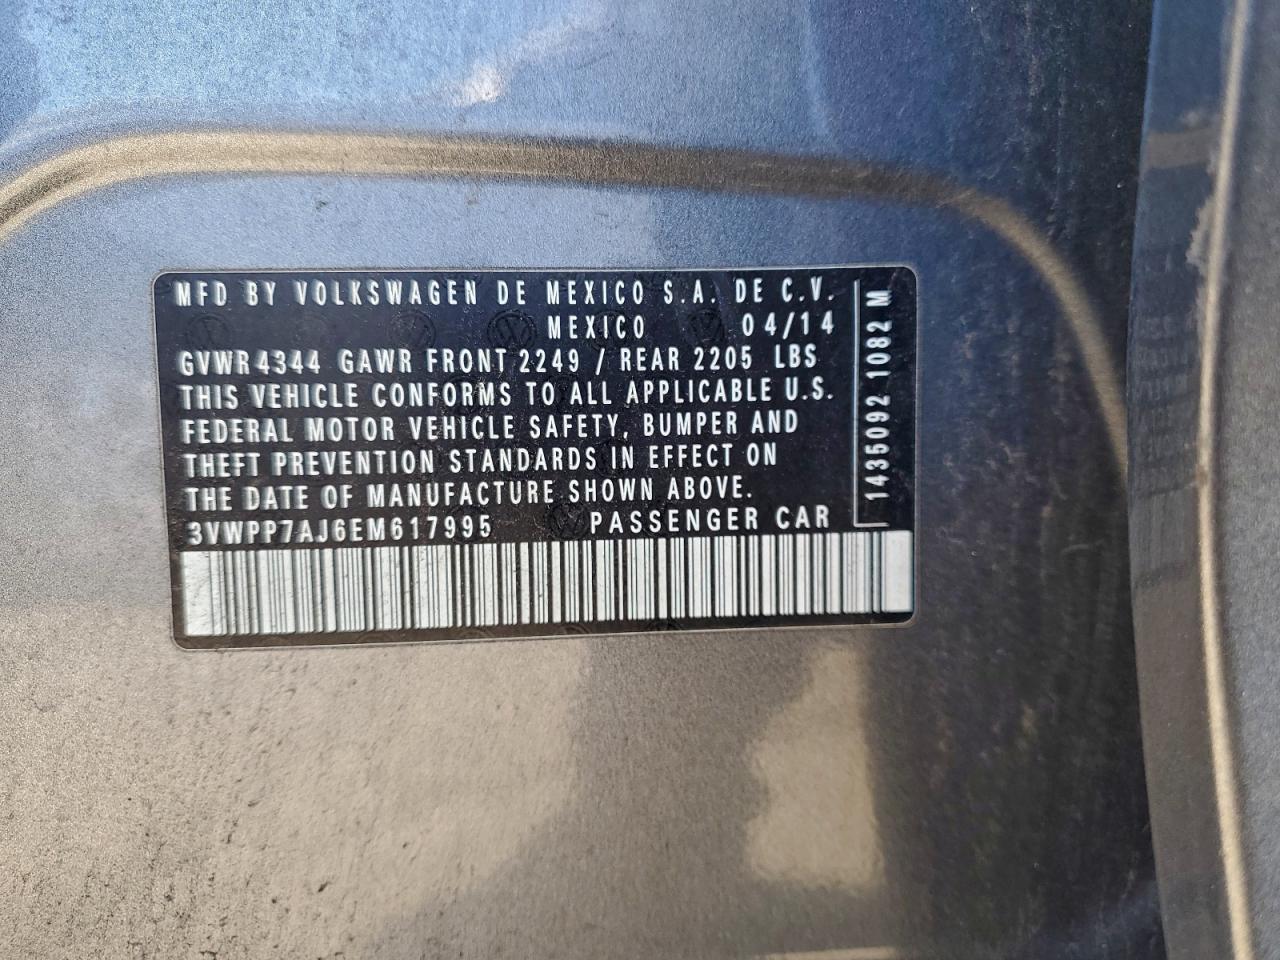 MFD BY VOLKSWAGEN DE MEXICO S.A. DE C.V.
MEXICO 04/14
GVWR 4344 GAWR FRONT 2249 / REAR 2205 LBS
THIS VEHICLE CONFORMS TO ALL APPLICABLE U.S.
FEDERAL MOTOR VEHICLE SAFETY, BUMPER AND
THEFT PREVENTION STANDARDS IN EFFECT ON
THE DATE OF MANUFACTURE SHOWN ABOVE.
3VWPP7AJ6EM617995 PASSENGER CAR
1435092 1082 M